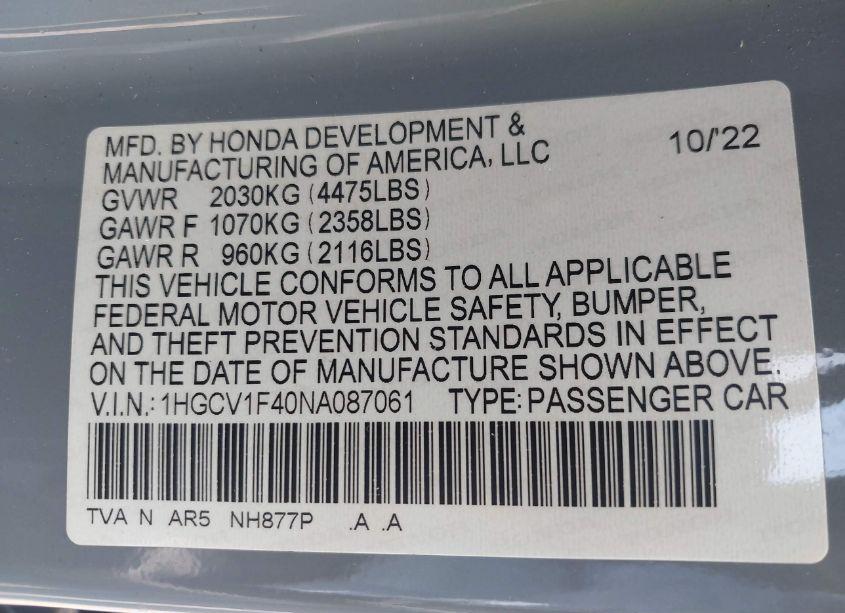 MFD. BY HONDA DEVELOPMENT &
MANUFACTURING OF AMERICA, LLC 10/'22
GVWR 2030KG (4475LBS)
GAWR F 1070KG (2358LBS)
GAWR R 960KG (2116LBS)
THIS VEHICLE CONFORMS TO ALL APPLICABLE
FEDERAL MOTOR VEHICLE SAFETY, BUMPER,
AND THEFT PREVENTION STANDARDS IN EFFECT
ON THE DATE OF MANUFACTURE SHOWN ABOVE.
V.I.N.: 1HGCV1F40NA087061 TYPE: PASSENGER CAR
TVA N AR5 NH877P .A .A